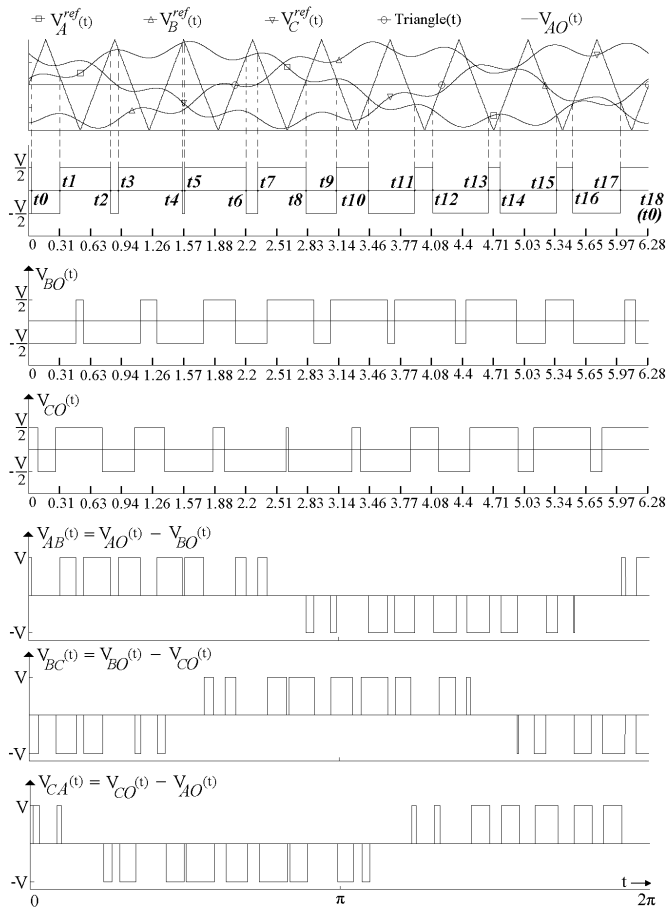 V_A^ref(t) V_B^ref(t) V_C^ref(t) Triangle(t) V_AO(t)
V/2
-V/2
t0 t1 t2 t3 t4 t5 t6 t7 t8 t9 t10 t11 t12 t13 t14 t15 t16 t17 t18 (t0)
0 0.31 0.63 0.94 1.26 1.57 1.88 2.2 2.51 2.83 3.14 3.46 3.77 4.08 4.4 4.71 5.03 5.34 5.65 5.97 6.28
V_BO(t)
V/2
-V/2
0 0.31 0.63 0.94 1.26 1.57 1.88 2.2 2.51 2.83 3.14 3.46 3.77 4.08 4.4 4.71 5.03 5.34 5.65 5.97 6.28
V_CO(t)
V/2
-V/2
0 0.31 0.63 0.94 1.26 1.57 1.88 2.2 2.51 2.83 3.14 3.46 3.77 4.08 4.4 4.71 5.03 5.34 5.65 5.97 6.28
V_AB(t) = V_AO(t) - V_BO(t)
V
-V
V_BC(t) = V_BO(t) - V_CO(t)
V
-V
V_CA(t) = V_CO(t) - V_AO(t)
V
-V
t
0 π 2π